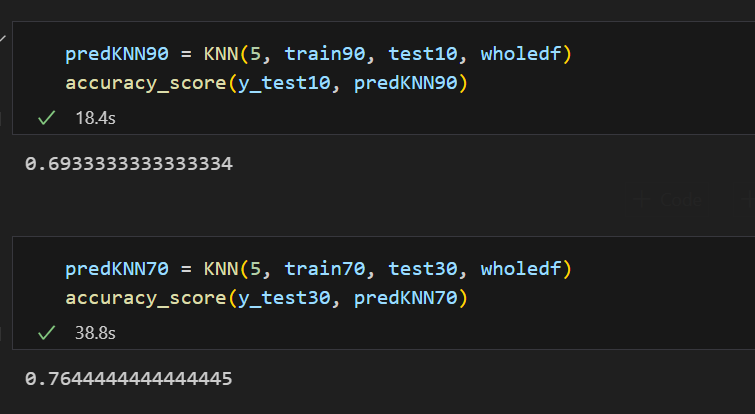 predKNN90 = KNN(5, train90, test10, wholedf)
accuracy_score(y_test10, predKNN90)
18.4s
0.6933333333333334
predKNN70 = KNN(5, train70, test30, wholedf)
accuracy_score(y_test30, predKNN70)
38.8s
0.7644444444444445